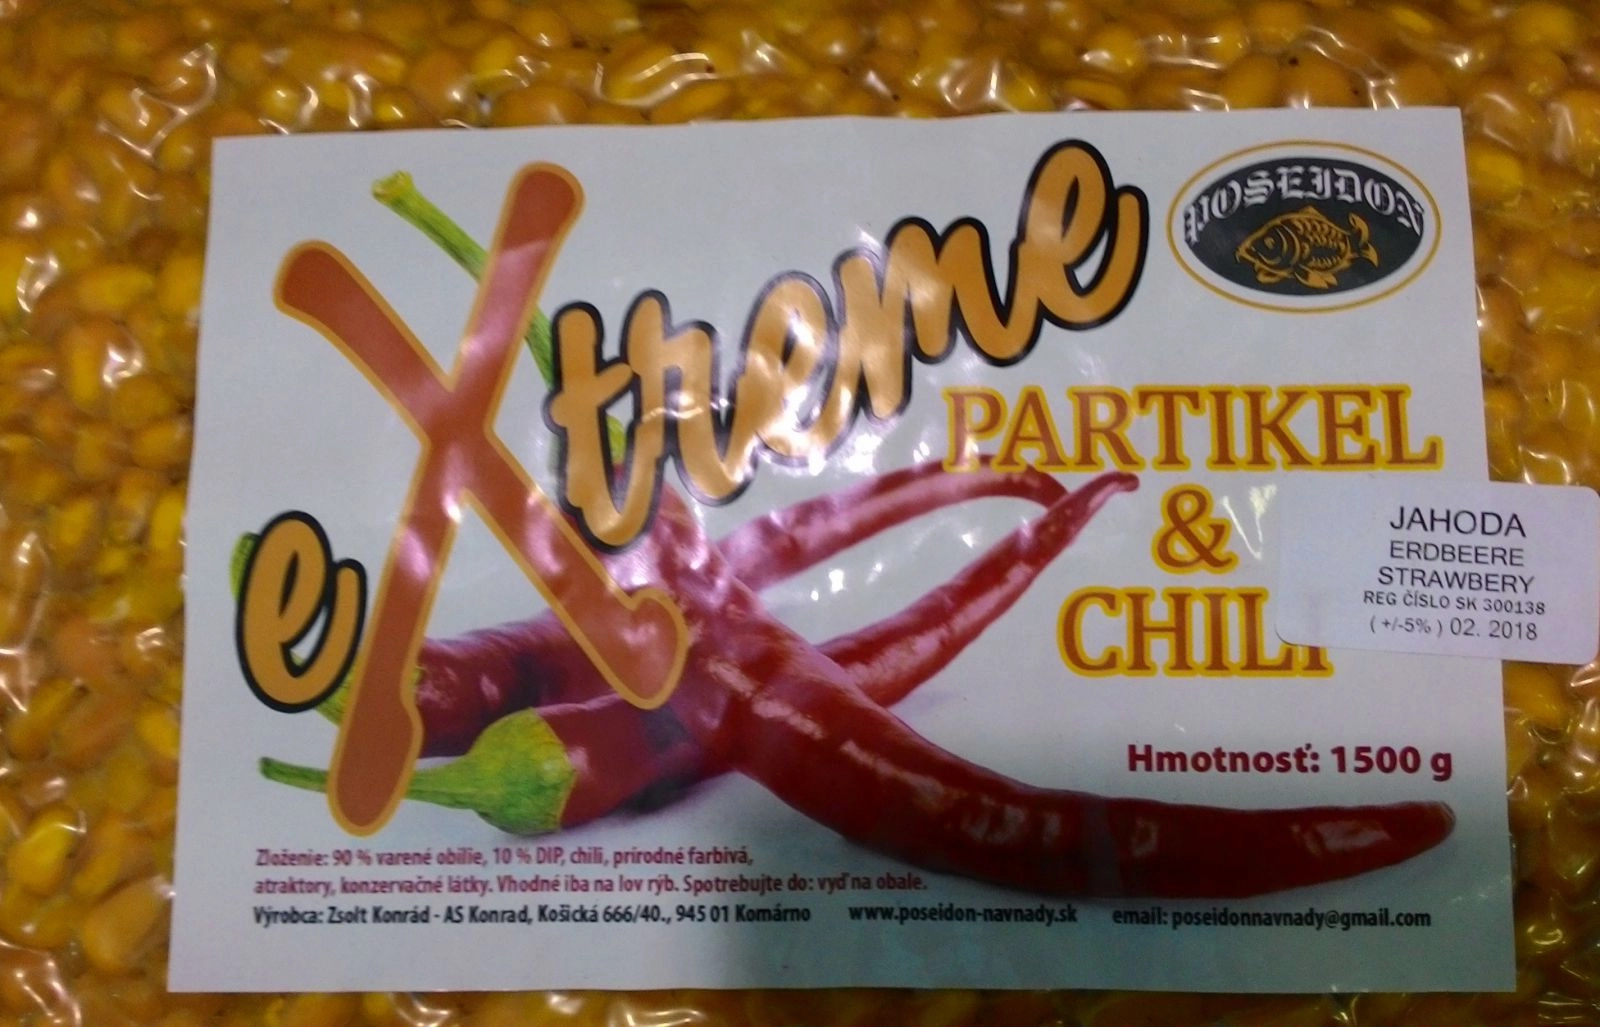 eXtreme
POSEIDON
PARTIKEL
&
CHILI
JAHODA
ERDBEERE
STRAWBERY
REG ČÍSLO SK 300138
( +/-5% ) 02. 2018
Hmotnosť: 1500 g
Zloženie: 90 % varené obilie, 10 % DIP, chili, prírodné farbivá,
atraktory, konzervačné látky. Vhodné iba na lov rýb. Spotrebujte do: vyď na obale.
Výrobca: Zsolt Konrád - AS Konrad, Košická 666/40., 945 01 Komárno www.poseidon-navnady.sk email: poseidonnavnady@gmail.com